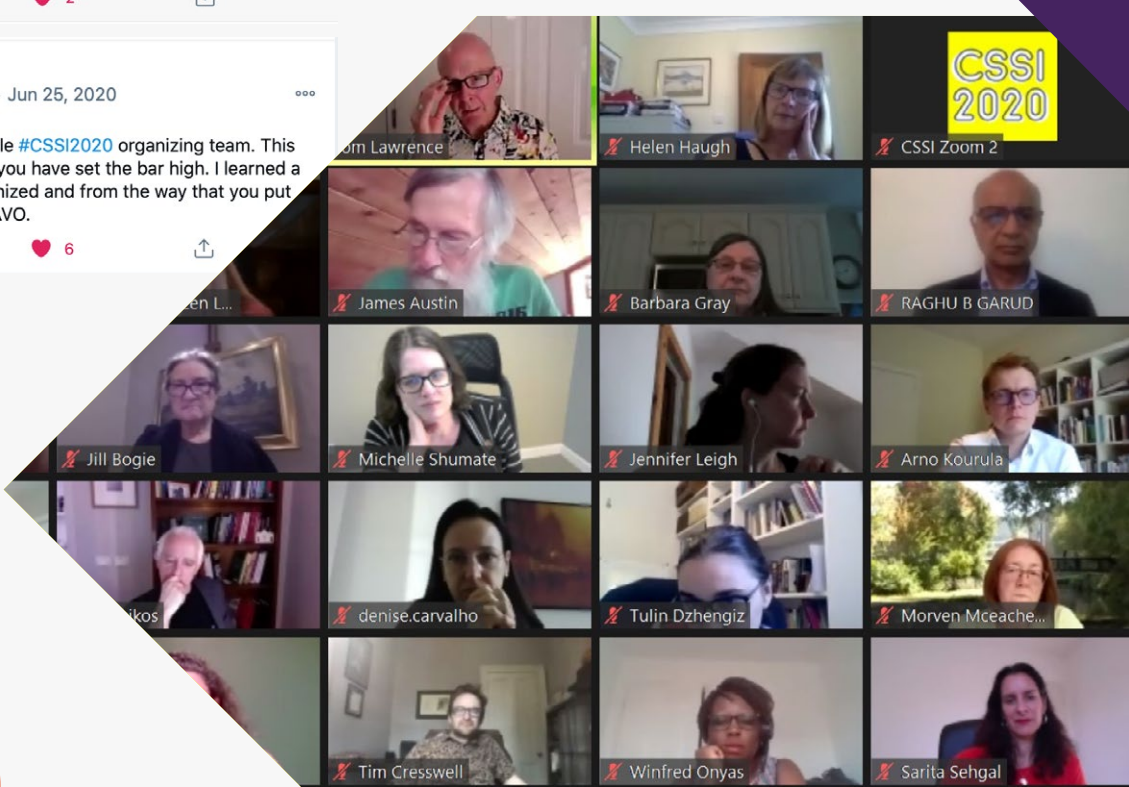 2
Jun 25, 2020
le #CSSI2020 organizing team. This
you have set the bar high. I learned a
nized and from the way that you put
AVO.
6
om Lawrence
Helen Haugh
CSSI
2020
CSSI Zoom 2
en L...
James Austin
Barbara Gray
RAGHU B GARUD
Jill Bogie
Michelle Shumate
Jennifer Leigh
Arno Kourula
ikos
denise.carvalho
Tulin Dzhengiz
Morven Mceache...
Tim Cresswell
Winfred Onyas
Sarita Sehgal